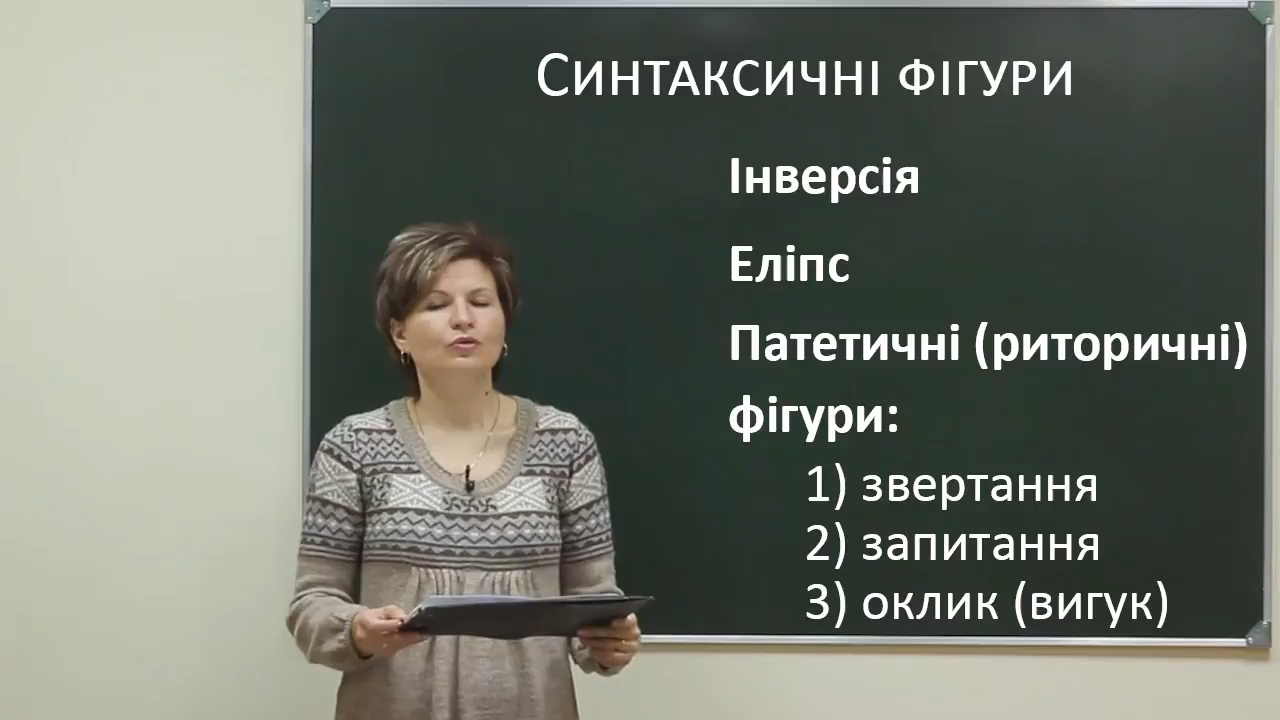 Синтаксичні фігури
Інверсія
Еліпс
Патетичні (риторичні)
фігури:
1) звертання
2) запитання
3) оклик (вигук)